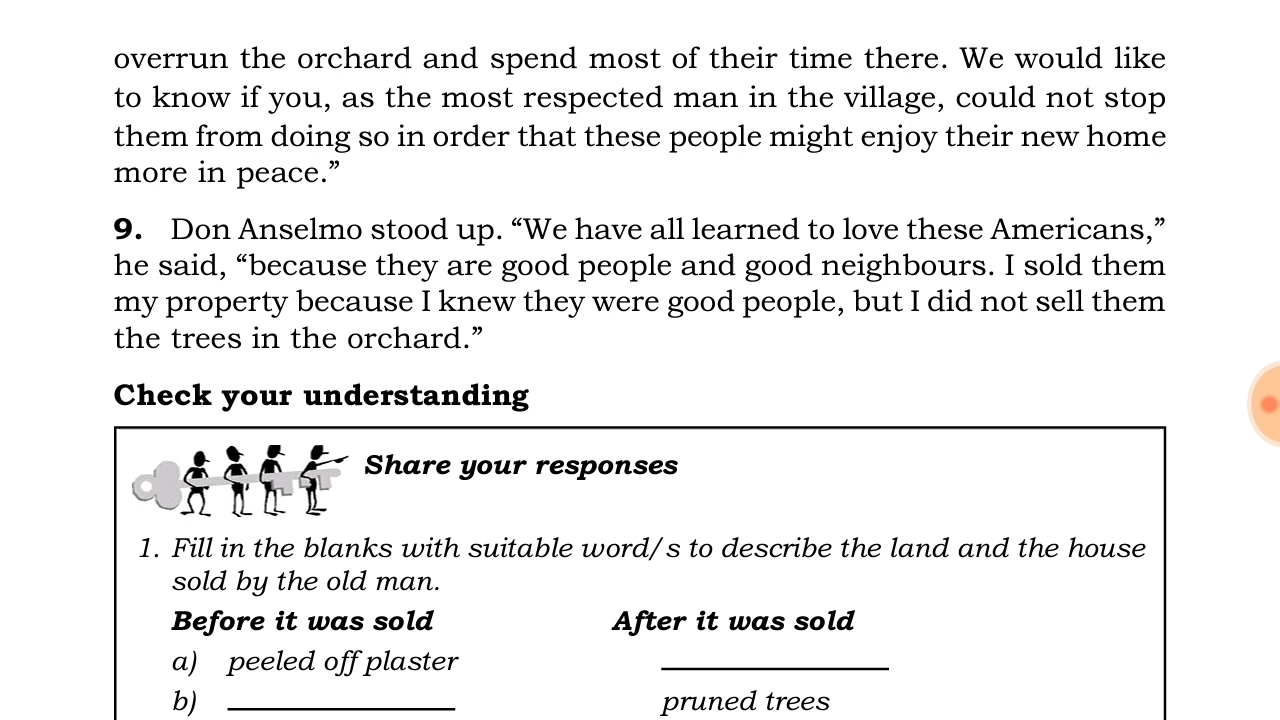 overrun the orchard and spend most of their time there. We would like
to know if you, as the most respected man in the village, could not stop
them from doing so in order that these people might enjoy their new home
more in peace.”
9. Don Anselmo stood up. “We have all learned to love these Americans,”
he said, “because they are good people and good neighbours. I sold them
my property because I knew they were good people, but I did not sell them
the trees in the orchard.”
Check your understanding
Share your responses
1. Fill in the blanks with suitable word/s to describe the land and the house
sold by the old man.
Before it was sold After it was sold
a) peeled off plaster
b) pruned trees